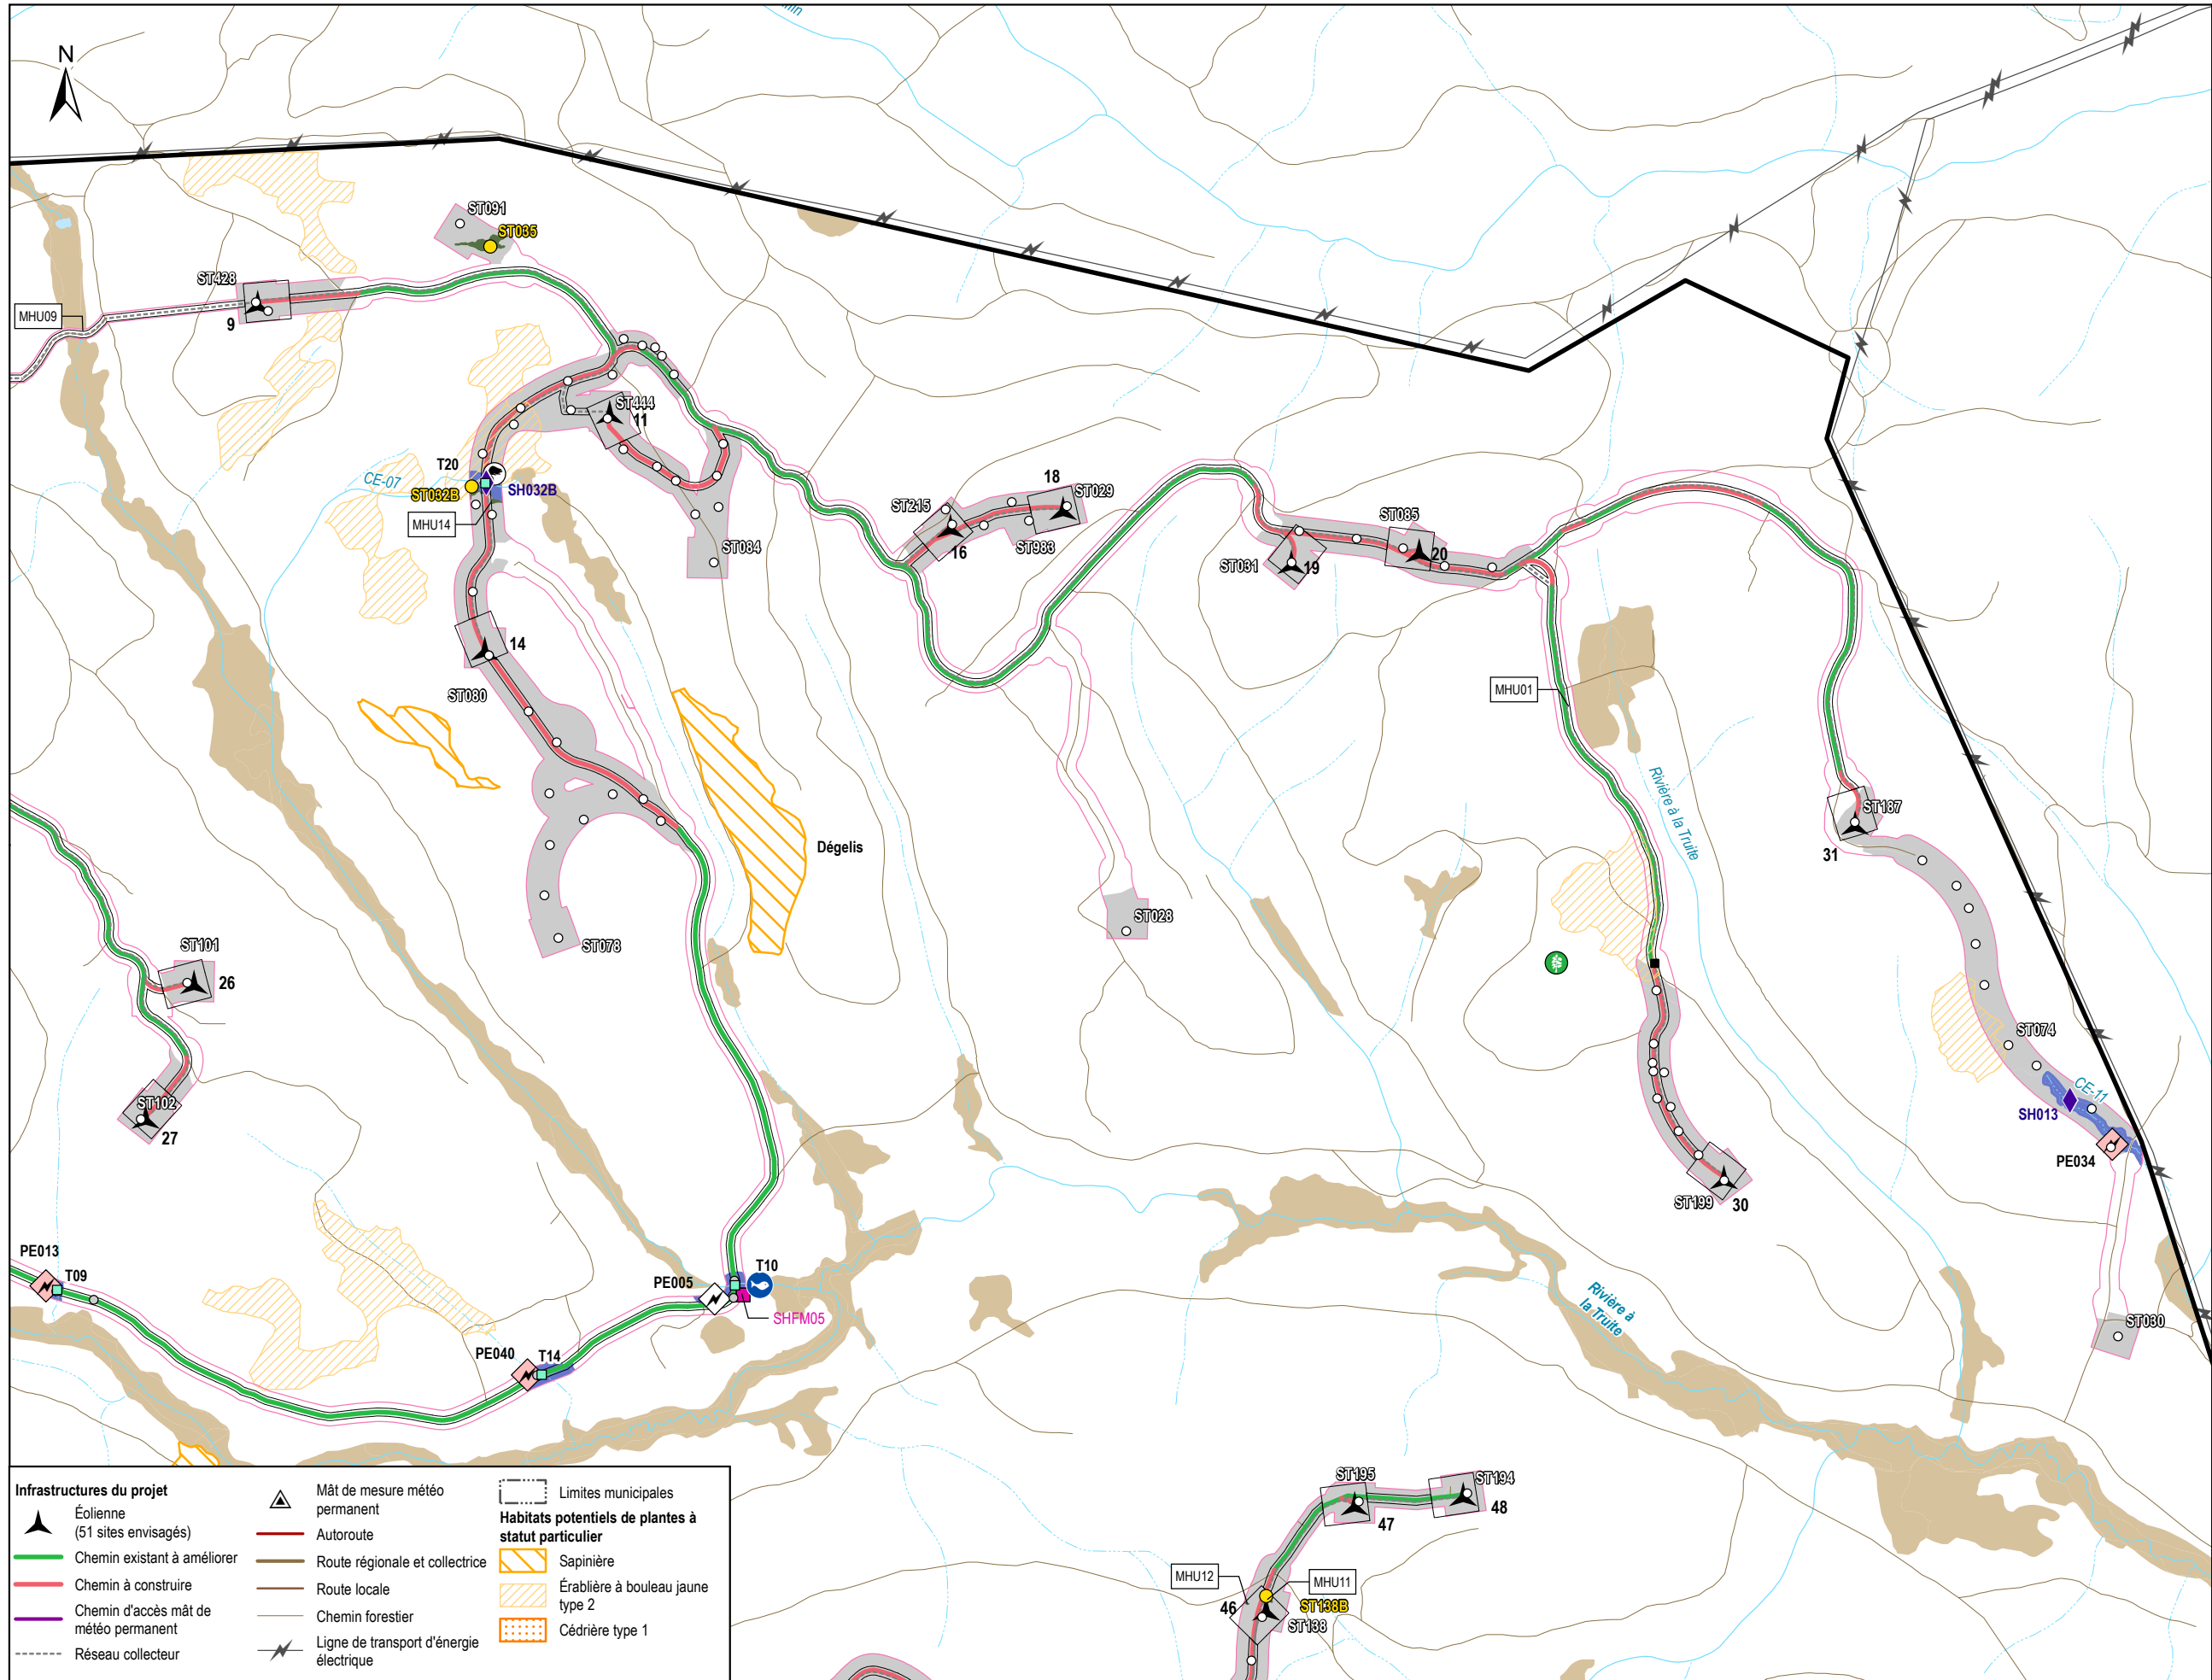 min
N
ST091
ST035
ST428
9
MHU09
ST444
11
T20
CE-07
ST032B
SH032B
MHU14
ST084
18
ST029
ST215
16
ST983
ST085
20
ST031
19
14
ST080
MHU01
Rivière à la Truite
ST187
31
Dégelis
ST028
ST078
ST101
26
ST102
27
ST074
CE-11
SH013
PE034
ST199
30
PE013
T09
PE005
T10
SHFM05
PE040
T14
Rivière à
la Truite
ST030
ST195
47
ST194
48
MHU12
MHU11
46
ST138B
ST138
Infrastructures du projet
Éolienne
(51 sites envisagés)
Chemin existant à améliorer
Chemin à construire
Chemin d'accès mât de
météo permanent
Réseau collecteur
Mât de mesure météo
permanent
Autoroute
Route régionale et collectrice
Route locale
Chemin forestier
Ligne de transport d'énergie
électrique
Limites municipales
Habitats potentiels de plantes à
statut particulier
Sapinière
Érablière à bouleau jaune
type 2
Cédrière type 1